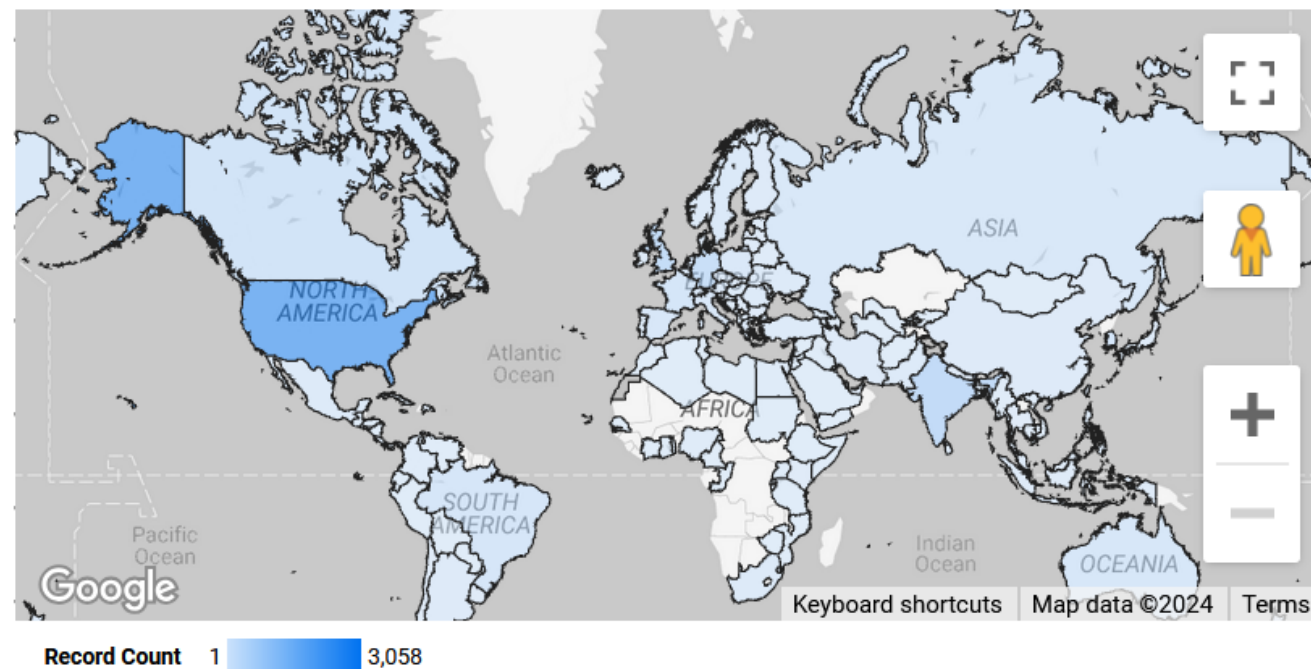 ASIA
EUROPE
NORTH
AMERICA
Atlantic
Ocean
AFRICA
SOUTH
AMERICA
Pacific
Ocean
Indian
Ocean
OCEANIA
Google
Keyboard shortcuts
Map data ©2024
Terms
Record Count 1 3,058